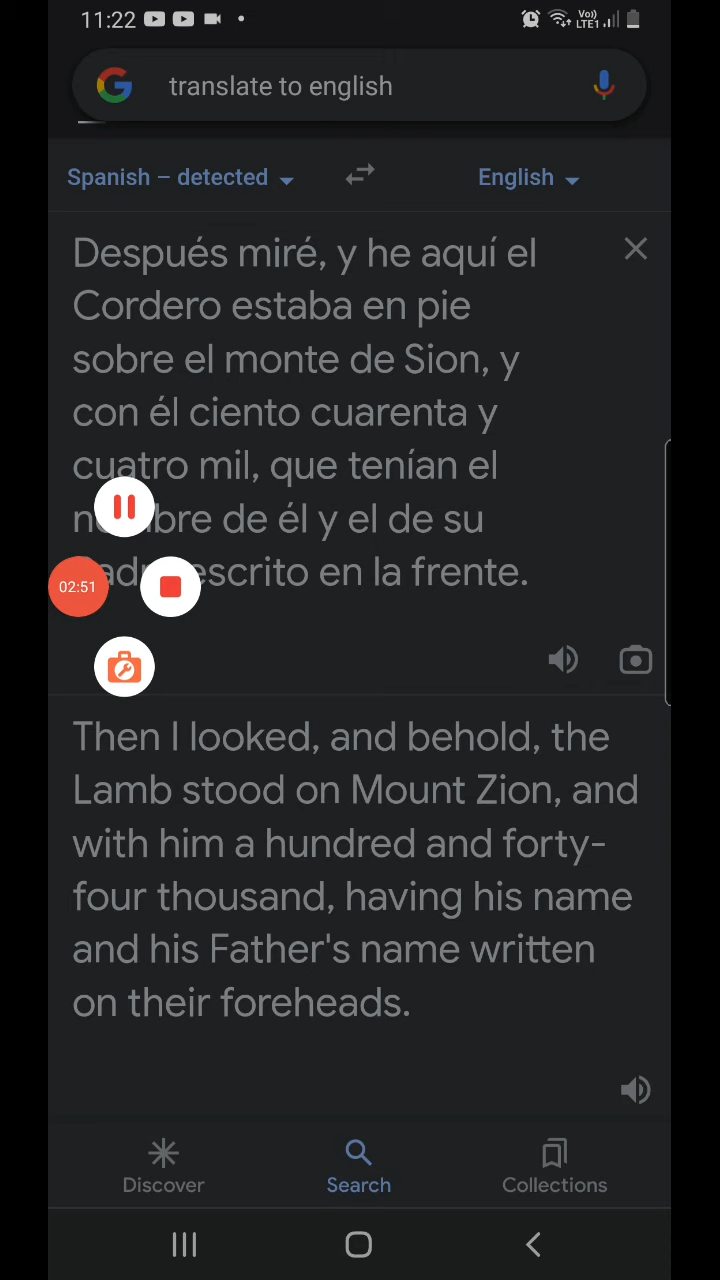 11:22
Vo)) LTE1
translate to english
Spanish – detected
English
Después miré, y he aquí el
Cordero estaba en pie
sobre el monte de Sion, y
con él ciento cuarenta y
cuatro mil, que tenían el
de él y el de su
escrito en la frente.
02:51
Then I looked, and behold, the
Lamb stood on Mount Zion, and
with him a hundred and forty-
four thousand, having his name
and his Father's name written
on their foreheads.
Discover
Search
Collections